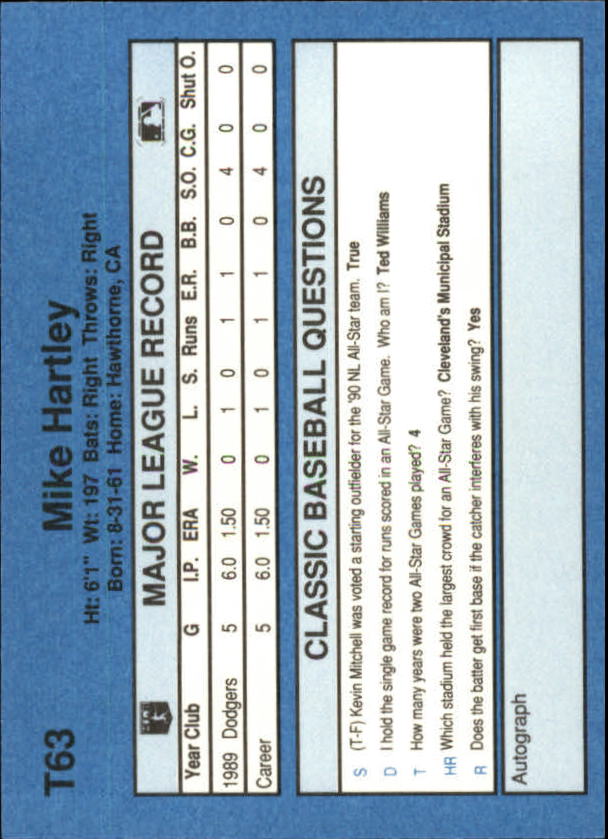 T63
Mike Hartley
Ht: 6'1" Wt: 197 Bats: Right Throws: Right
Born: 8-31-61 Home: Hawthorne, CA
MAJOR LEAGUE RECORD
Year Club G I.P. ERA W. L. S. Runs E.R. B.B. S.O. C.G. Shut O.
1989 Dodgers 5 6.0 1.50 0 1 0 1 1 0 4 0 0
Career 5 6.0 1.50 0 1 0 1 1 0 4 0 0
CLASSIC BASEBALL QUESTIONS
S (T-F) Kevin Mitchell was voted a starting outfielder for the '90 NL All-Star team. True
D I hold the single game record for runs scored in an All-Star Game. Who am I? Ted Williams
T How many years were two All-Star Games played? 4
HR Which stadium held the largest crowd for an All-Star Game? Cleveland's Municipal Stadium
R Does the batter get first base if the catcher interferes with his swing? Yes
Autograph